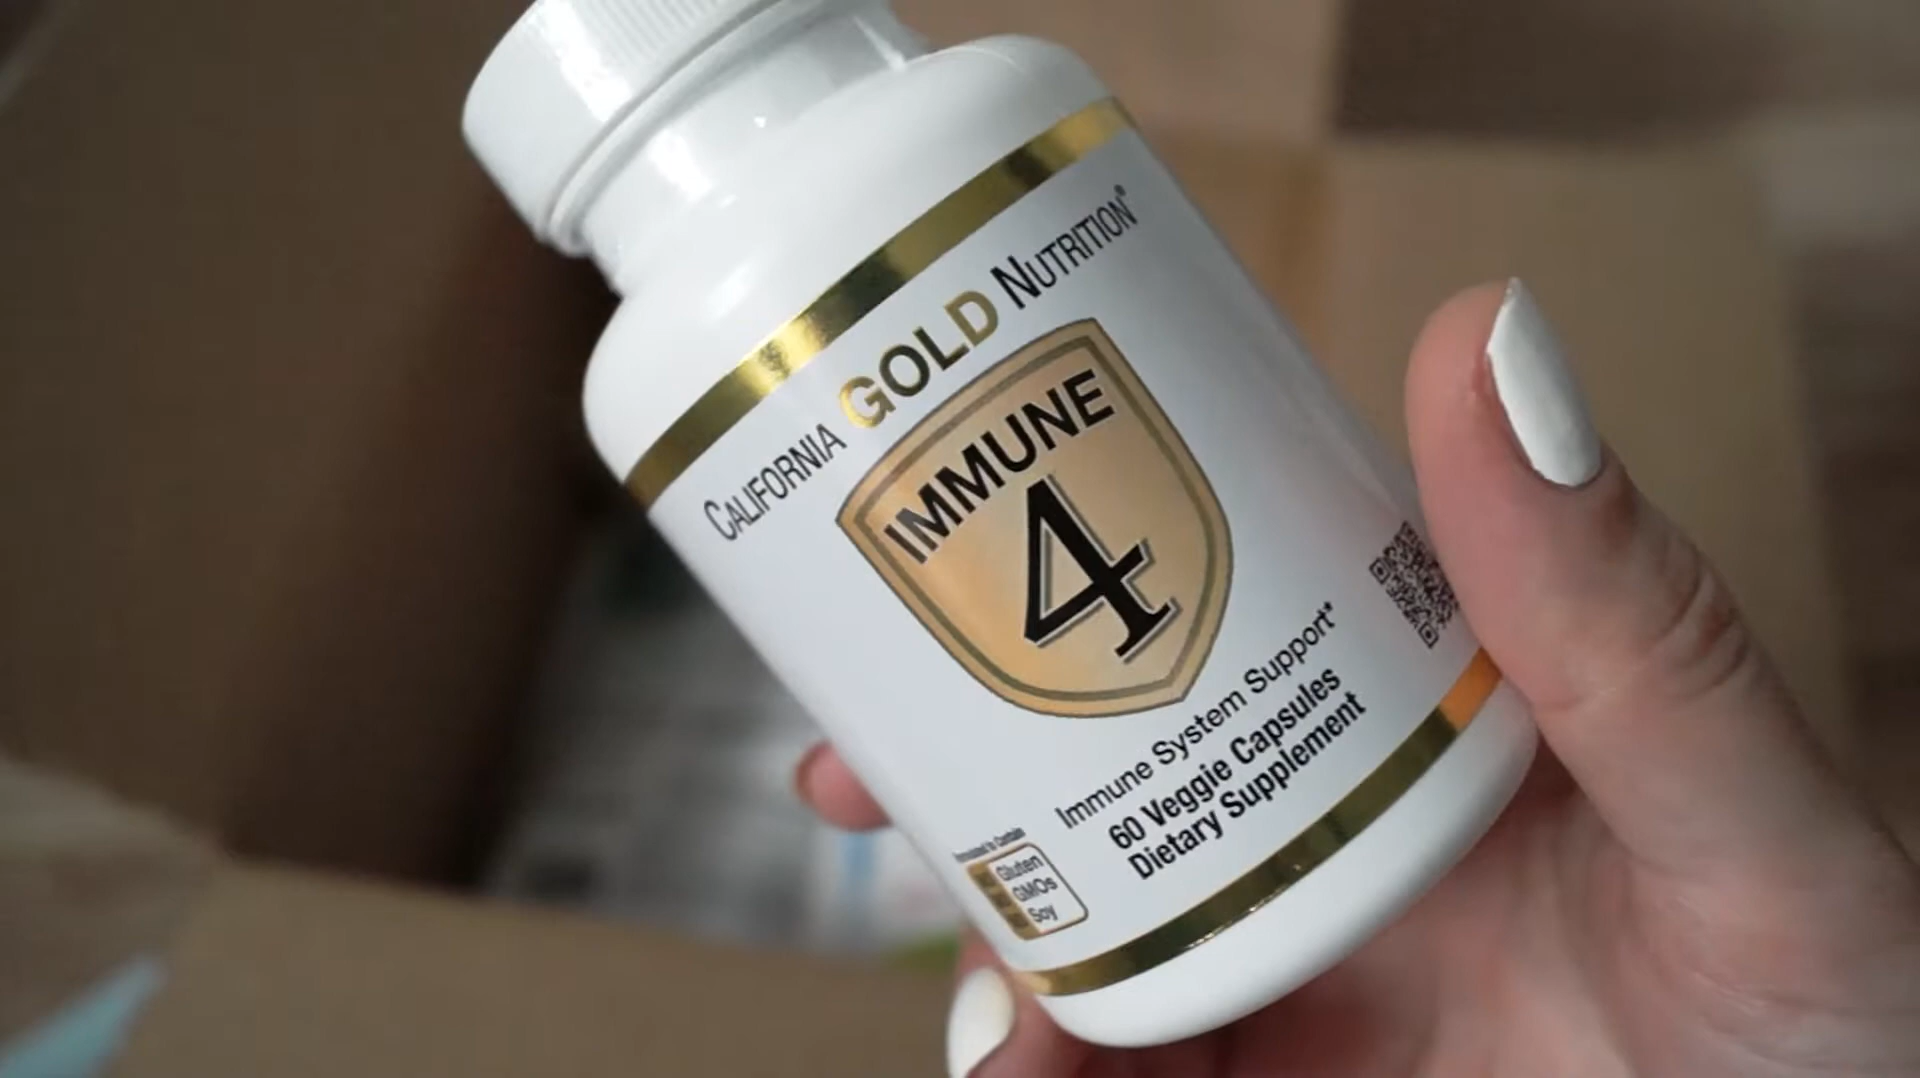 CALIFORNIA GOLD NUTRITION®
IMMUNE
4
Immune System Support*
60 Veggie Capsules
Dietary Supplement
Gluten
GMOs
Soy